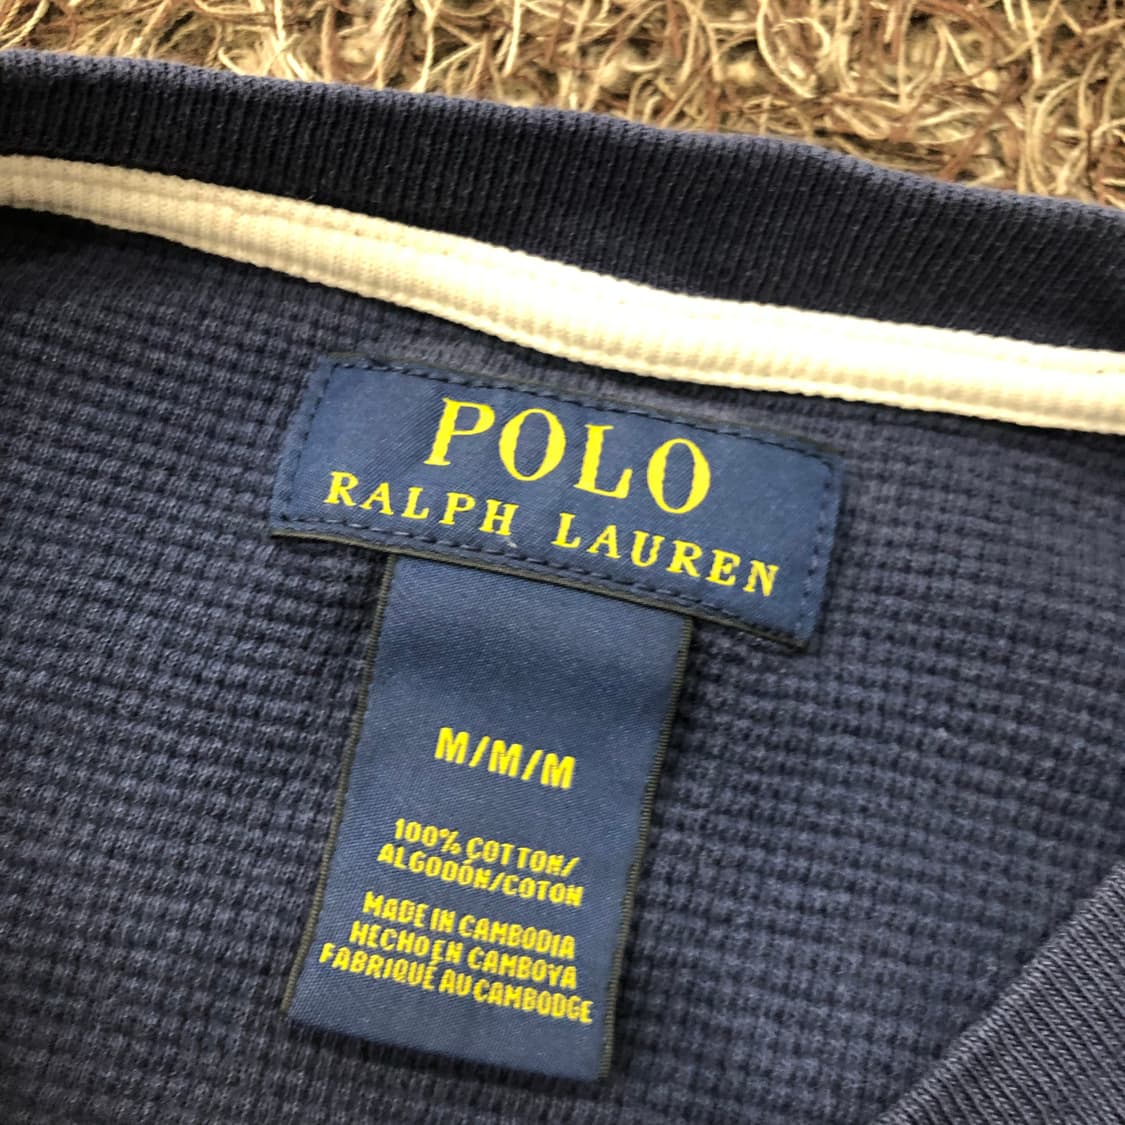 POLO
RALPH LAUREN
M/M/M
100% COTTON/
ALGODÓN/COTON
MADE IN CAMBODIA
HECHO EN CAMBOYA
FABRIQUÉ AU CAMBODGE